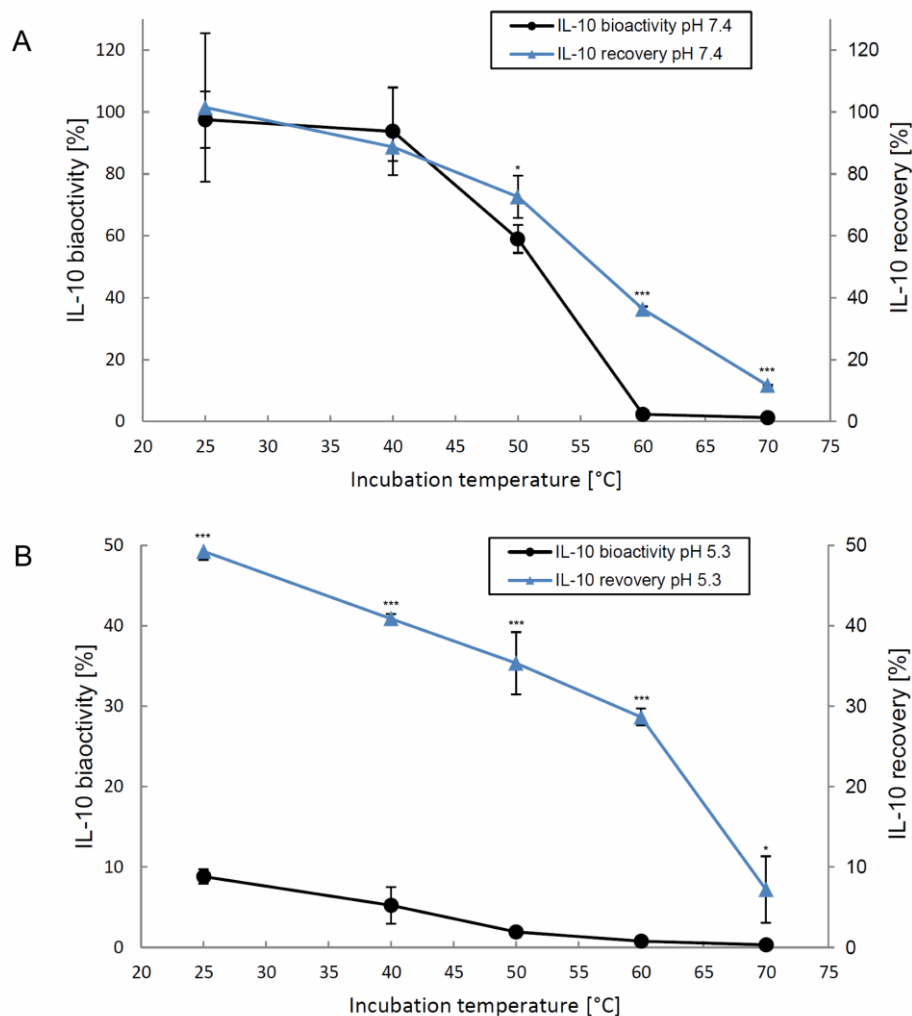 A
IL-10 bioactivity pH 7.4
IL-10 recovery pH 7.4
IL-10 biaoctivity [%]
120
100
80
60
40
20
0
*
***
***
120
100
80
60
40
20
0
IL-10 recovery [%]
20 25 30 35 40 45 50 55 60 65 70 75
Incubation temperature [°C]
B
IL-10 bioactivity pH 5.3
IL-10 revovery pH 5.3
IL-10 biaoctivity [%]
50
40
30
20
10
0
***
***
***
***
*
50
40
30
20
10
0
IL-10 recovery [%]
20 25 30 35 40 45 50 55 60 65 70 75
Incubation temperature [°C]